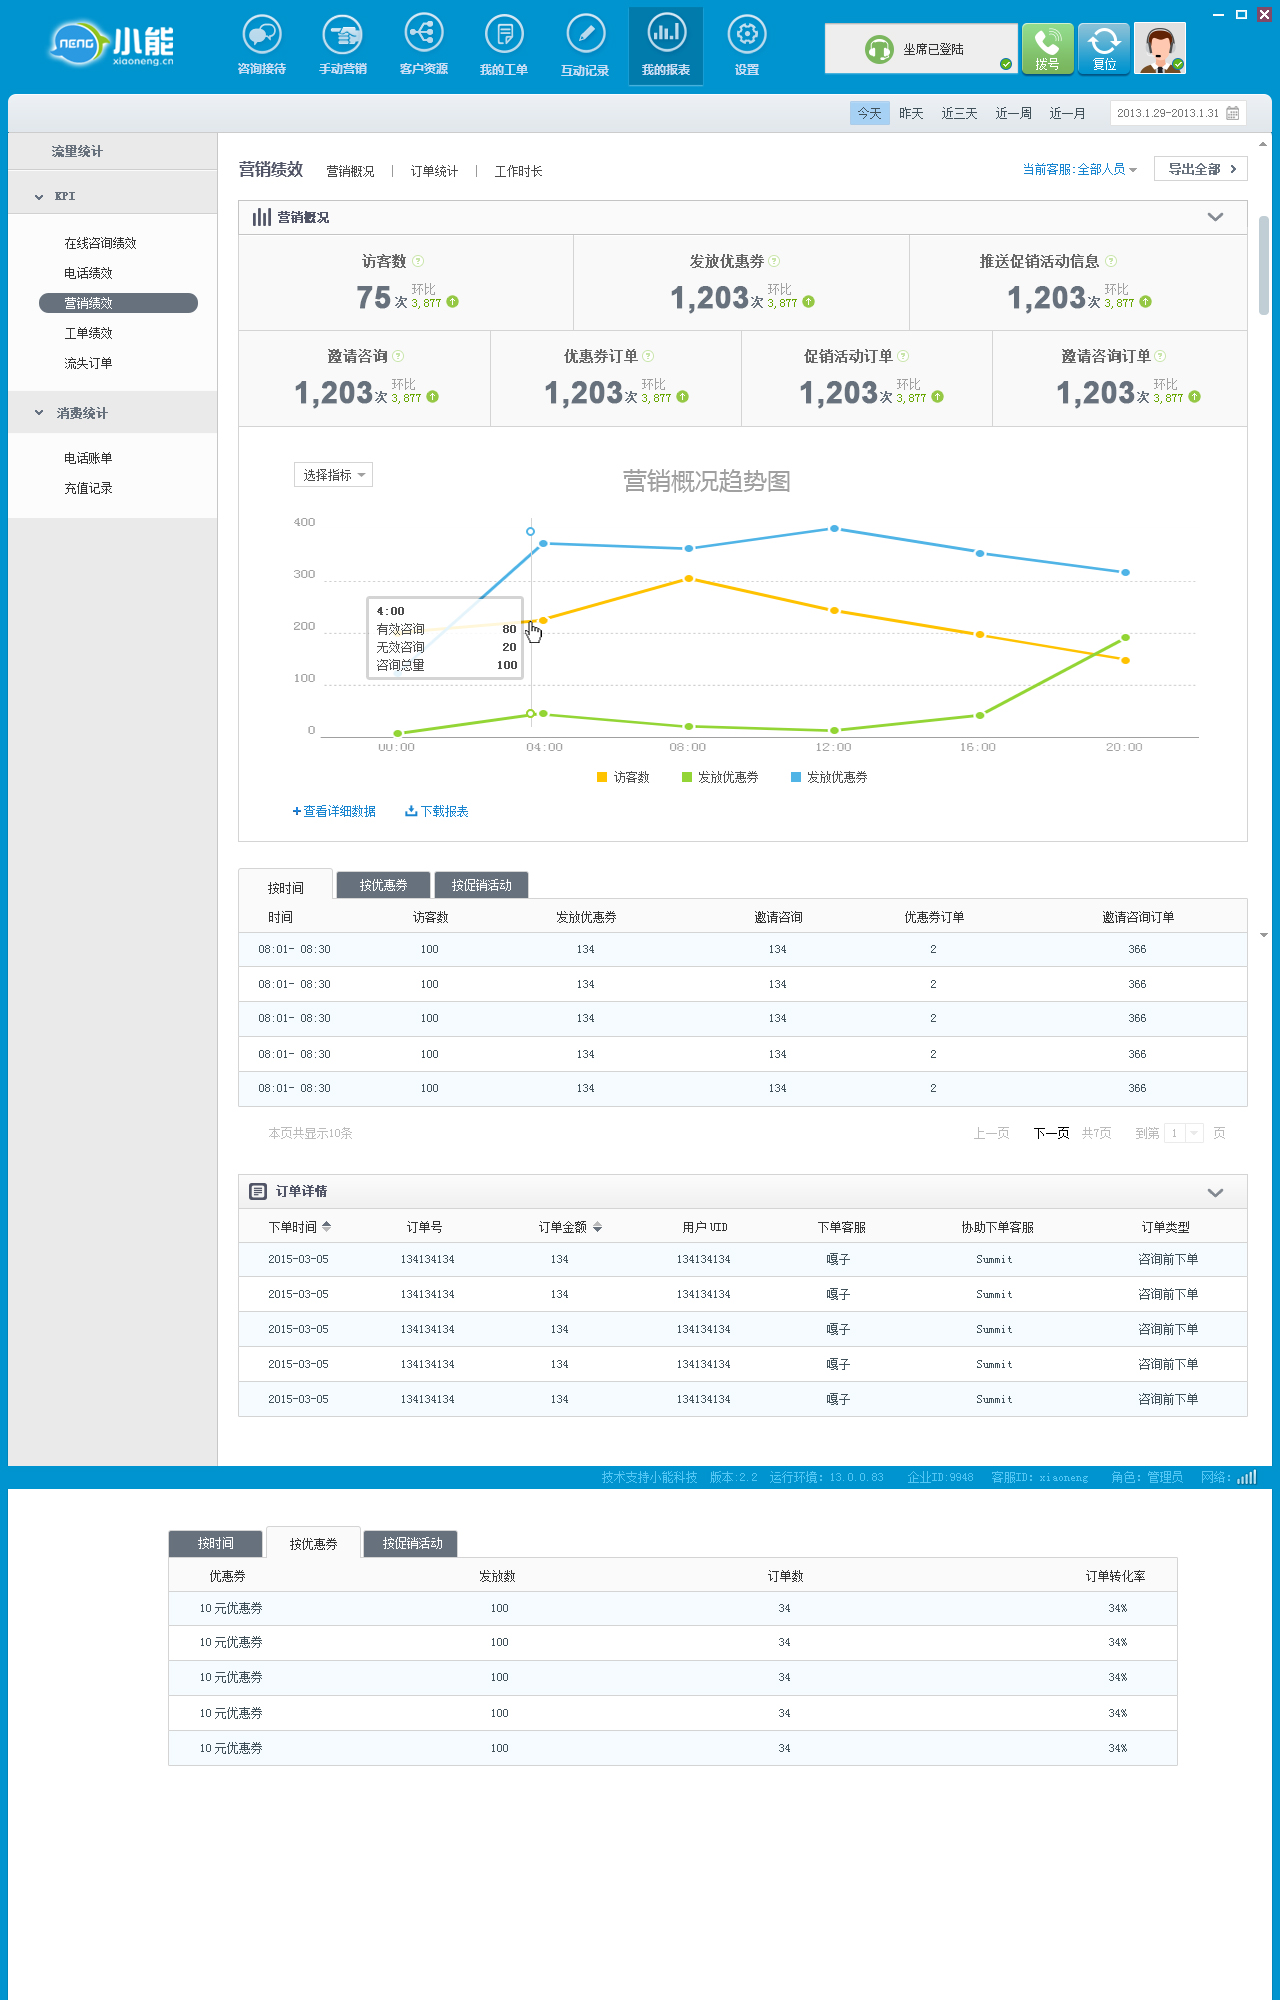 NENG 小能
xiaoneng.cn
咨询接待 手动营销 客户资源 我的工单 互动记录 我的报表 设置
坐席已登陆 拨号 复位
今天 昨天 近三天 近一周 近一月 2013.1.29-2013.1.31
流量统计
KPI
在线咨询绩效
电话绩效
营销绩效
工单绩效
流失订单
消费统计
电话账单
充值记录
营销绩效 营销概况 | 订单统计 | 工作时长 当前客服:全部人员 导出全部
营销概况
访客数 ? 发放优惠券 ? 推送促销活动信息 ?
75次 环比 3,877 1,203次 环比 3,877 1,203次 环比 3,877
邀请咨询 ? 优惠券订单 ? 促销活动订单 ? 邀请咨询订单 ?
1,203次 环比 3,877 1,203次 环比 3,877 1,203次 环比 3,877 1,203次 环比 3,877
选择指标
营销概况趋势图
400
300
200
100
0
4:00
有效咨询 80
无效咨询 20
咨询总量 100
00:00 04:00 08:00 12:00 16:00 20:00
访客数 发放优惠券 发放优惠券
+查看详细数据 下载报表
按时间 按优惠券 按促销活动
时间 访客数 发放优惠券 邀请咨询 优惠券订单 邀请咨询订单
08:01- 08:30 100 134 134 2 366
08:01- 08:30 100 134 134 2 366
08:01- 08:30 100 134 134 2 366
08:01- 08:30 100 134 134 2 366
08:01- 08:30 100 134 134 2 366
本页共显示10条 上一页 下一页 共7页 到第 1 页
订单详情
下单时间 订单号 订单金额 用户UID 下单客服 协助下单客服 订单类型
2015-03-05 134134134 134 134134134 嘎子 Summit 咨询前下单
2015-03-05 134134134 134 134134134 嘎子 Summit 咨询前下单
2015-03-05 134134134 134 134134134 嘎子 Summit 咨询前下单
2015-03-05 134134134 134 134134134 嘎子 Summit 咨询前下单
2015-03-05 134134134 134 134134134 嘎子 Summit 咨询前下单
技术支持小能科技 版本:2.2 运行环境: 13.0.0.83 企业ID:9948 客服ID: xiaoneng 角色: 管理员 网络:
按时间 按优惠券 按促销活动
优惠券 发放数 订单数 订单转化率
10 元优惠券 100 34 34%
10 元优惠券 100 34 34%
10 元优惠券 100 34 34%
10 元优惠券 100 34 34%
10 元优惠券 100 34 34%